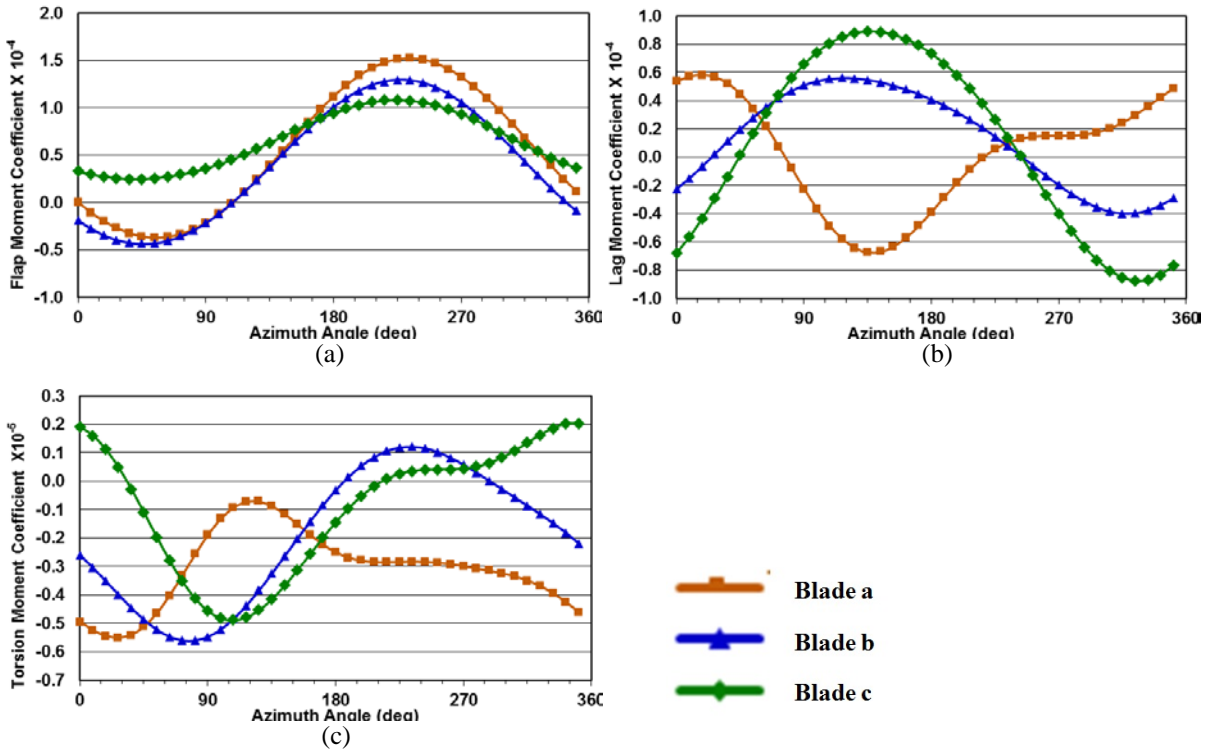 2.0
1.5
1.0
0.5
0.0
-0.5
-1.0
Flap Moment Coefficient X 10⁻⁴
0 90 180 270 360
Azimuth Angle (deg)
(a)
1.0
0.8
0.6
0.4
0.2
0.0
-0.2
-0.4
-0.6
-0.8
-1.0
Lag Moment Coefficient X 10⁻⁴
0 90 180 270 360
Azimuth Angle (deg)
(b)
0.3
0.2
0.1
0.0
-0.1
-0.2
-0.3
-0.4
-0.5
-0.6
-0.7
Torsion Moment Coefficient X10⁻⁵
0 90 180 270 360
Azimuth Angle (deg)
(c)
Blade a
Blade b
Blade c